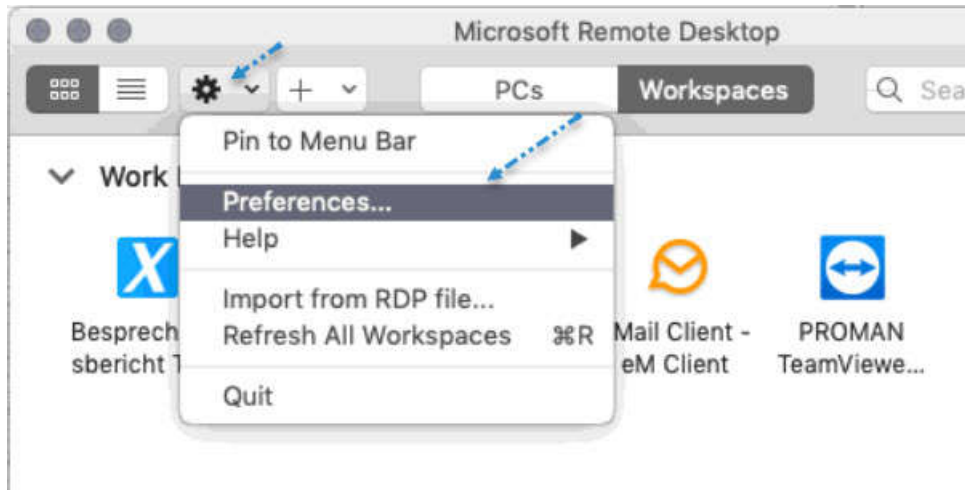 Microsoft Remote Desktop
PCs Workspaces Sea
Pin to Menu Bar
Work
Preferences...
Help
Import from RDP file...
Refresh All Workspaces ⌘R
Quit
Besprech
sbericht T
Mail Client -
eM Client
PROMAN
TeamViewe...